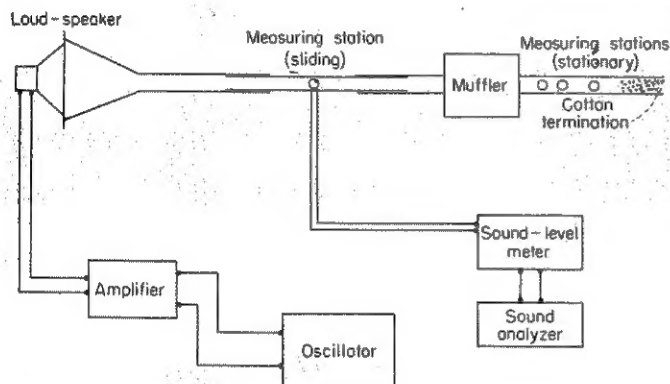 Loud-speaker
Measuring station
(sliding)
Muffler
Measuring stations
(stationary)
Cotton
termination
Sound-level
meter
Amplifier
Sound
analyzer
Oscillator